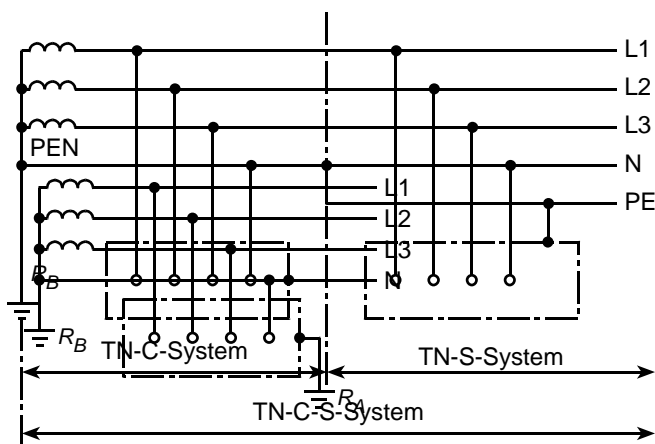 L1
L2
L3
PEN
N
L1
PE
L2
L3
R_B
N
R_B
TN-C-System
TN-S-System
R_A
TN-C-S-System